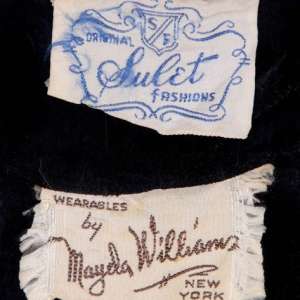 S/F
ORIGINAL
Sulet
FASHIONS
WEARABLES
by
Mayda Williams
NEW
YORK